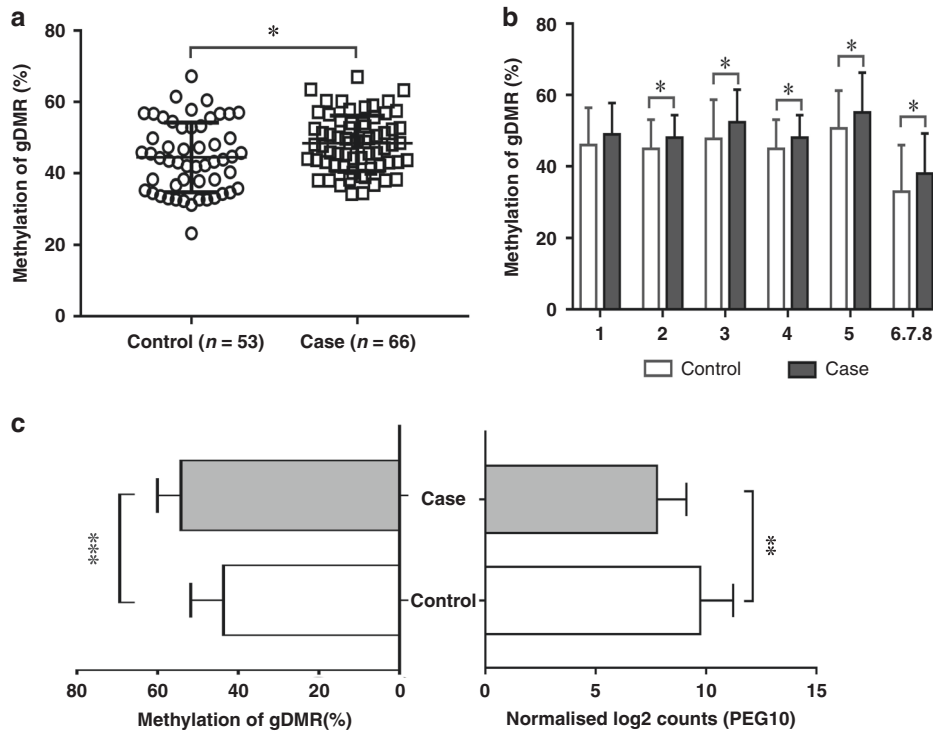 a
80
60
40
20
0
Methylation of gDMR (%)
*
Control (n = 53)
Case (n = 66)
b
80
60
40
20
0
Methylation of gDMR (%)
* * * * *
1 2 3 4 5 6.7.8
Control
Case
c
Case
Control
***
**
80 60 40 20 0
Methylation of gDMR(%)
0 5 10 15
Normalised log2 counts (PEG10)